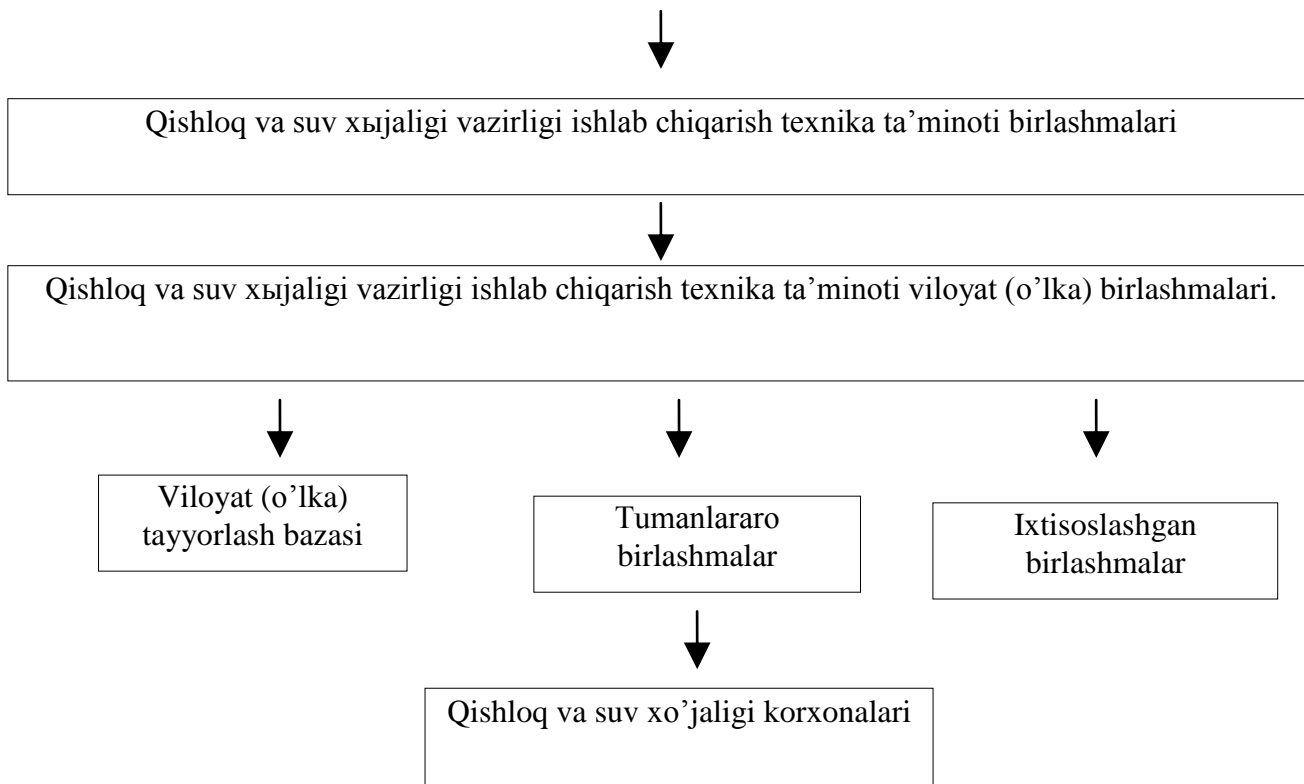 Qishloq va suv xыjaligi vazirligi ishlab chiqarish texnika ta’minoti birlashmalari
Qishloq va suv xыjaligi vazirligi ishlab chiqarish texnika ta’minoti viloyat (o’lka) birlashmalari.
Viloyat (o’lka)
tayyorlash bazasi
Tumanlararo
birlashmalar
Ixtisoslashgan
birlashmalar
Qishloq va suv xo’jaligi korxonalari